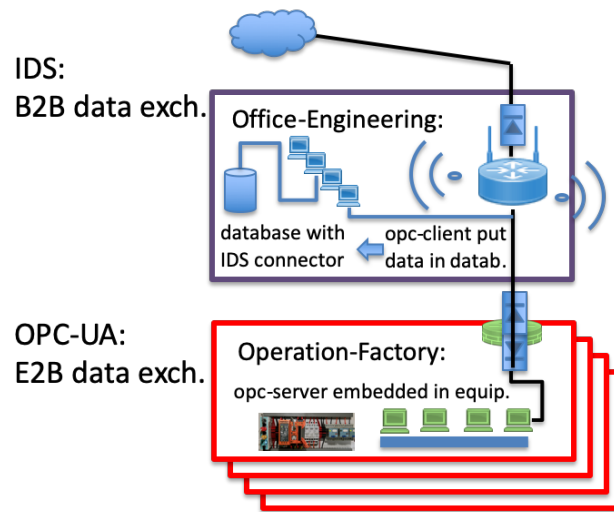 IDS:
B2B data exch.
Office-Engineering:
database with
IDS connector
opc-client put
data in datab.
OPC-UA:
E2B data exch.
Operation-Factory:
opc-server embedded in equip.